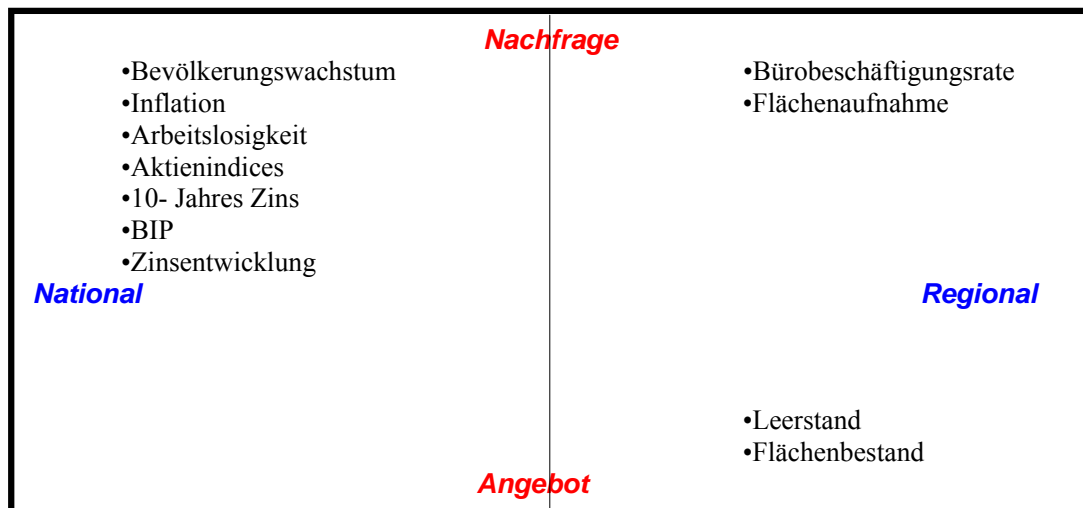 Nachfrage
•Bevölkerungswachstum
•Inflation
•Arbeitslosigkeit
•Aktienindices
•10- Jahres Zins
•BIP
•Zinsentwicklung
•Bürobeschäftigungsrate
•Flächenaufnahme
National
Regional
•Leerstand
•Flächenbestand
Angebot